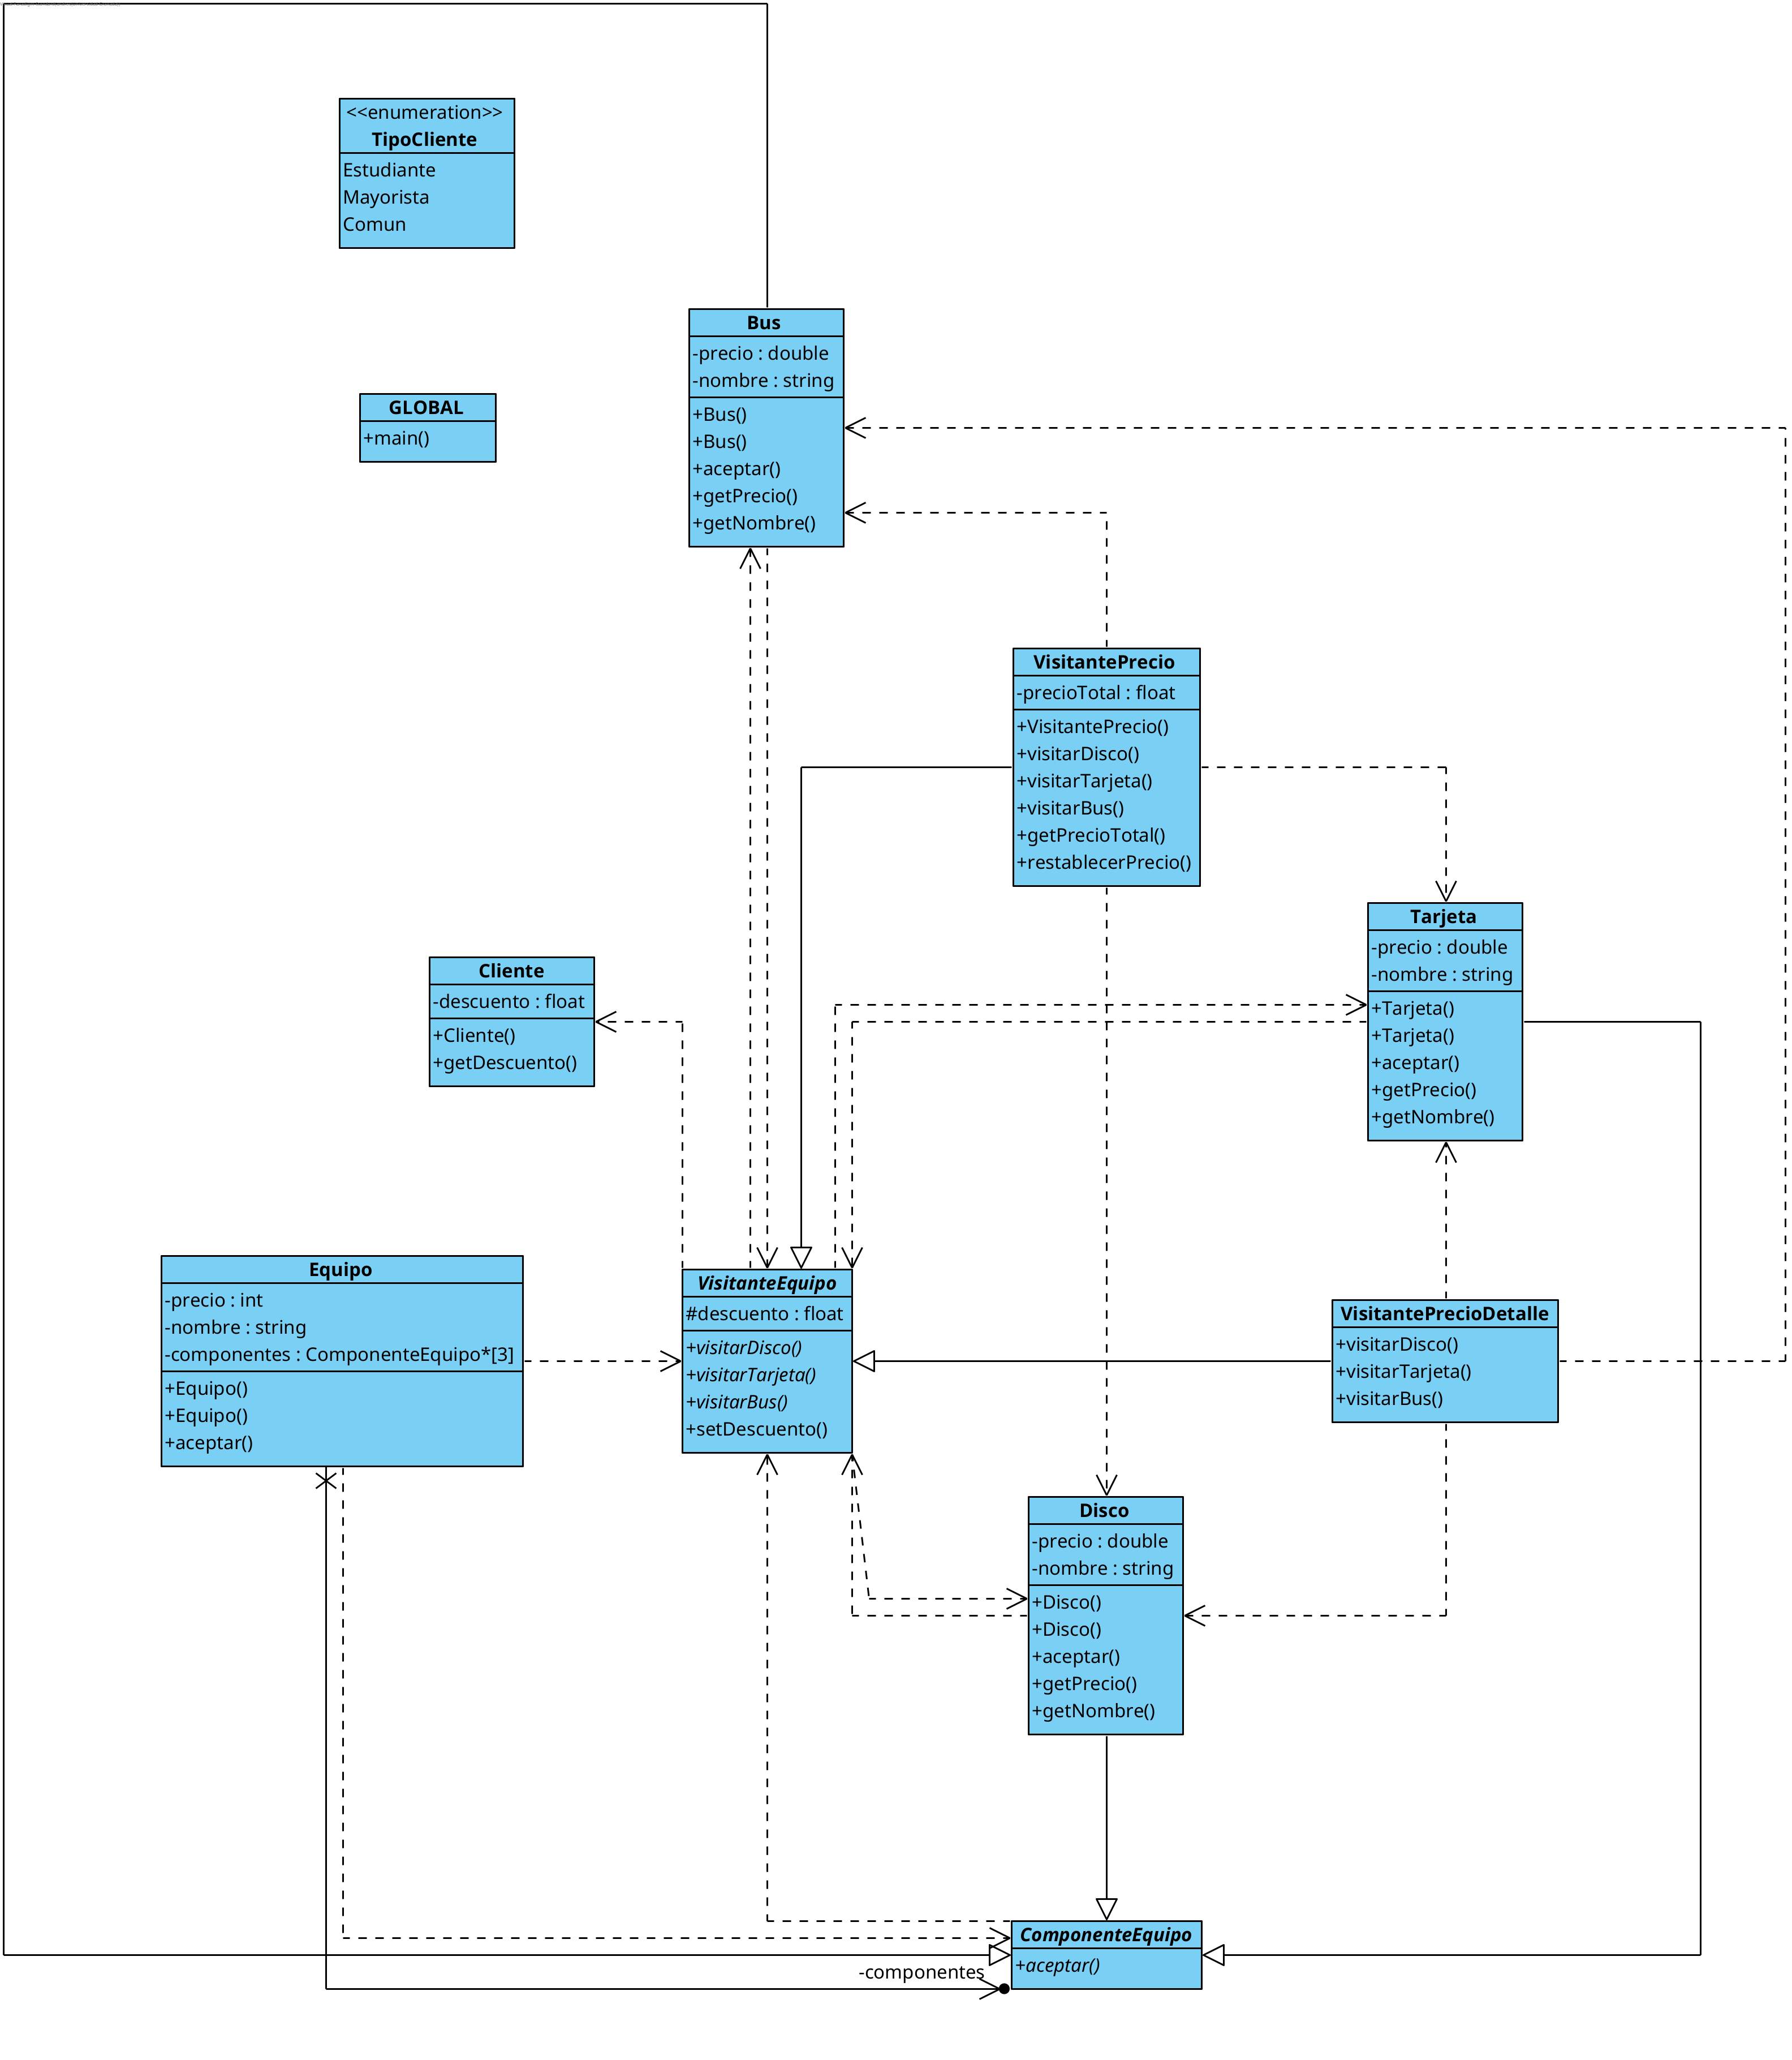 <<enumeration>>
TipoCliente
Estudiante
Mayorista
Comun
Bus
-precio : double
-nombre : string
+Bus()
+Bus()
+aceptar()
+getPrecio()
+getNombre()
GLOBAL
+main()
VisitantePrecio
-precioTotal : float
+VisitantePrecio()
+visitarDisco()
+visitarTarjeta()
+visitarBus()
+getPrecioTotal()
+restablecerPrecio()
Tarjeta
-precio : double
-nombre : string
+Tarjeta()
+Tarjeta()
+aceptar()
+getPrecio()
+getNombre()
Cliente
-descuento : float
+Cliente()
+getDescuento()
Equipo
-precio : int
-nombre : string
-componentes : ComponenteEquipo*[3]
+Equipo()
+Equipo()
+aceptar()
VisitanteEquipo
#descuento : float
+visitarDisco()
+visitarTarjeta()
+visitarBus()
+setDescuento()
VisitantePrecioDetalle
+visitarDisco()
+visitarTarjeta()
+visitarBus()
Disco
-precio : double
-nombre : string
+Disco()
+Disco()
+aceptar()
+getPrecio()
+getNombre()
ComponenteEquipo
+aceptar()
-componentes